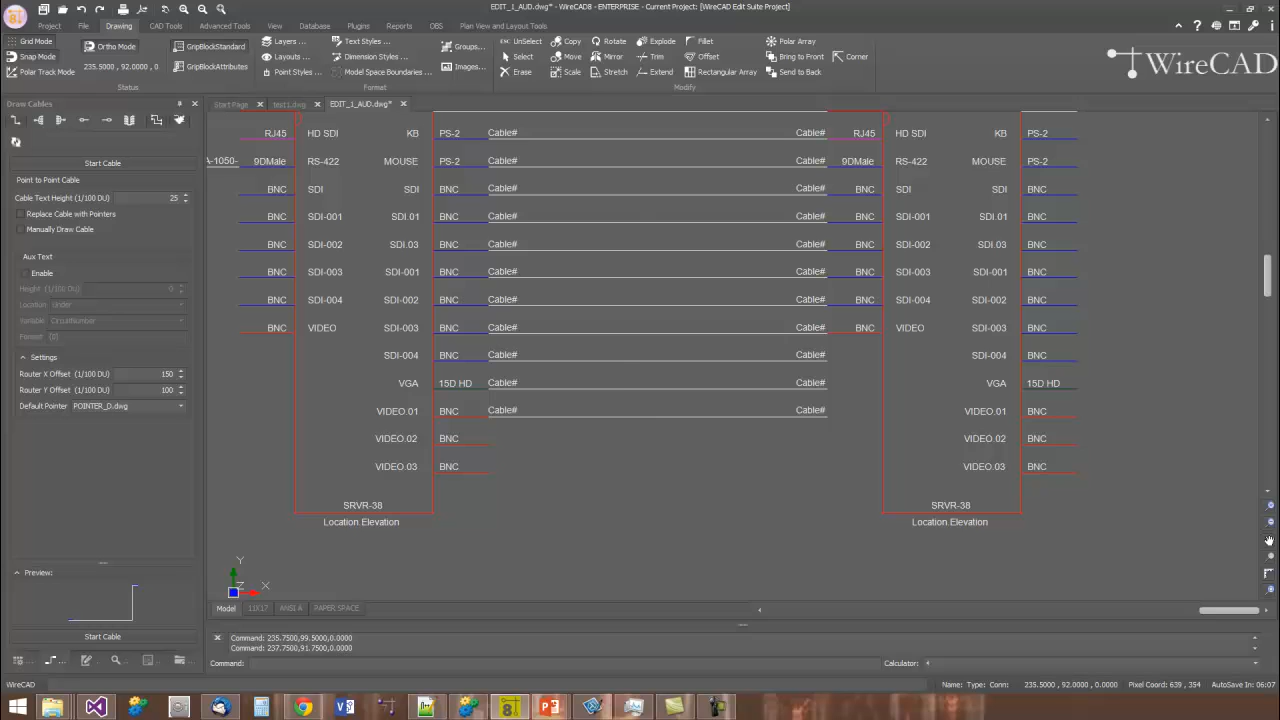 EDIT_1_AUD.dwg* - WireCAD8 - ENTERPRISE - Current Project: [WireCAD Edit Suite Project]
Project File Drawing CAD Tools Advanced Tools View Database Plugins Reports OBS Plan View and Layout Tools
Grid Mode
Snap Mode
Polar Track Mode
Ortho Mode
235.5000 , 92.0000 , 0
GripBlockStandard
GripBlockAttributes
Status
Layers ...
Layouts ...
Point Styles ...
Text Styles ...
Dimension Styles ...
Model Space Boundaries ...
Groups...
Images...
Format
UnSelect
Select
Erase
Copy
Move
Scale
Rotate
Mirror
Stretch
Explode
Trim
Extend
Fillet
Offset
Rectangular Array
Polar Array
Bring to Front
Send to Back
Corner
Modify
WireCAD
Draw Cables
Start Page
test1.dwg
EDIT_1_AUD.dwg*
Start Cable
Point to Point Cable
Cable Text Height (1/100 DU) 25
Replace Cable with Pointers
Manually Draw Cable
Aux Text
Enable
Height (1/100 DU) 0
Location: Under
Variable: CircuitNumber
Format: {0}
Settings
Router X Offset (1/100 DU) 150
Router Y Offset (1/100 DU) 100
Default Pointer: POINTER_D.dwg
Preview:
Start Cable
RJ45 HD SDI KB PS-2 Cable# Cable# RJ45 HD SDI KB PS-2
A-1050- 9DMale RS-422 MOUSE PS-2 Cable# Cable# 9DMale RS-422 MOUSE PS-2
BNC SDI SDI BNC Cable# Cable# BNC SDI SDI BNC
BNC SDI-001 SDI.01 BNC Cable# Cable# BNC SDI-001 SDI.01 BNC
BNC SDI-002 SDI.03 BNC Cable# Cable# BNC SDI-002 SDI.03 BNC
BNC SDI-003 SDI-001 BNC Cable# Cable# BNC SDI-003 SDI-001 BNC
BNC SDI-004 SDI-002 BNC Cable# Cable# BNC SDI-004 SDI-002 BNC
BNC VIDEO SDI-003 BNC Cable# Cable# BNC VIDEO SDI-003 BNC
SDI-004 BNC Cable# Cable# SDI-004 BNC
VGA 15D HD Cable# Cable# VGA 15D HD
VIDEO.01 BNC Cable# Cable# VIDEO.01 BNC
VIDEO.02 BNC VIDEO.02 BNC
VIDEO.03 BNC VIDEO.03 BNC
SRVR-38 SRVR-38
Location.Elevation Location.Elevation
Y
Z X
Model 11X17 ANSI A PAPER SPACE
Command: 235.7500,99.5000,0.0000
Command: 237.7500,91.7500,0.0000
Command:
Calculator:
WireCAD
Name: Type: Conn: 235.5000 , 92.0000 , 0.0000 Pixel Coord: 639 , 354 AutoSave In: 06:07